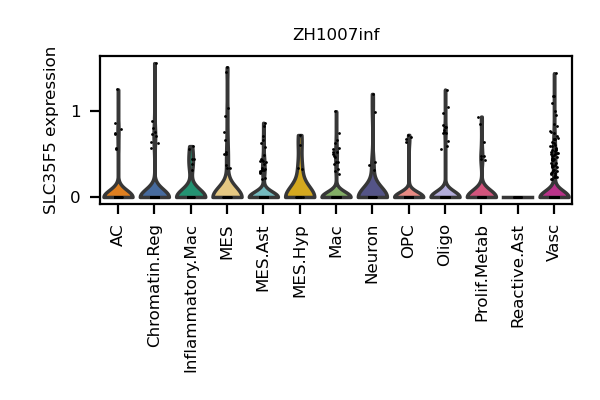 ZH1007inf
SLC35F5 expression
1
0
AC
Chromatin.Reg
Inflammatory.Mac
MES
MES.Ast
MES.Hyp
Mac
Neuron
OPC
Oligo
Prolif.Metab
Reactive.Ast
Vasc